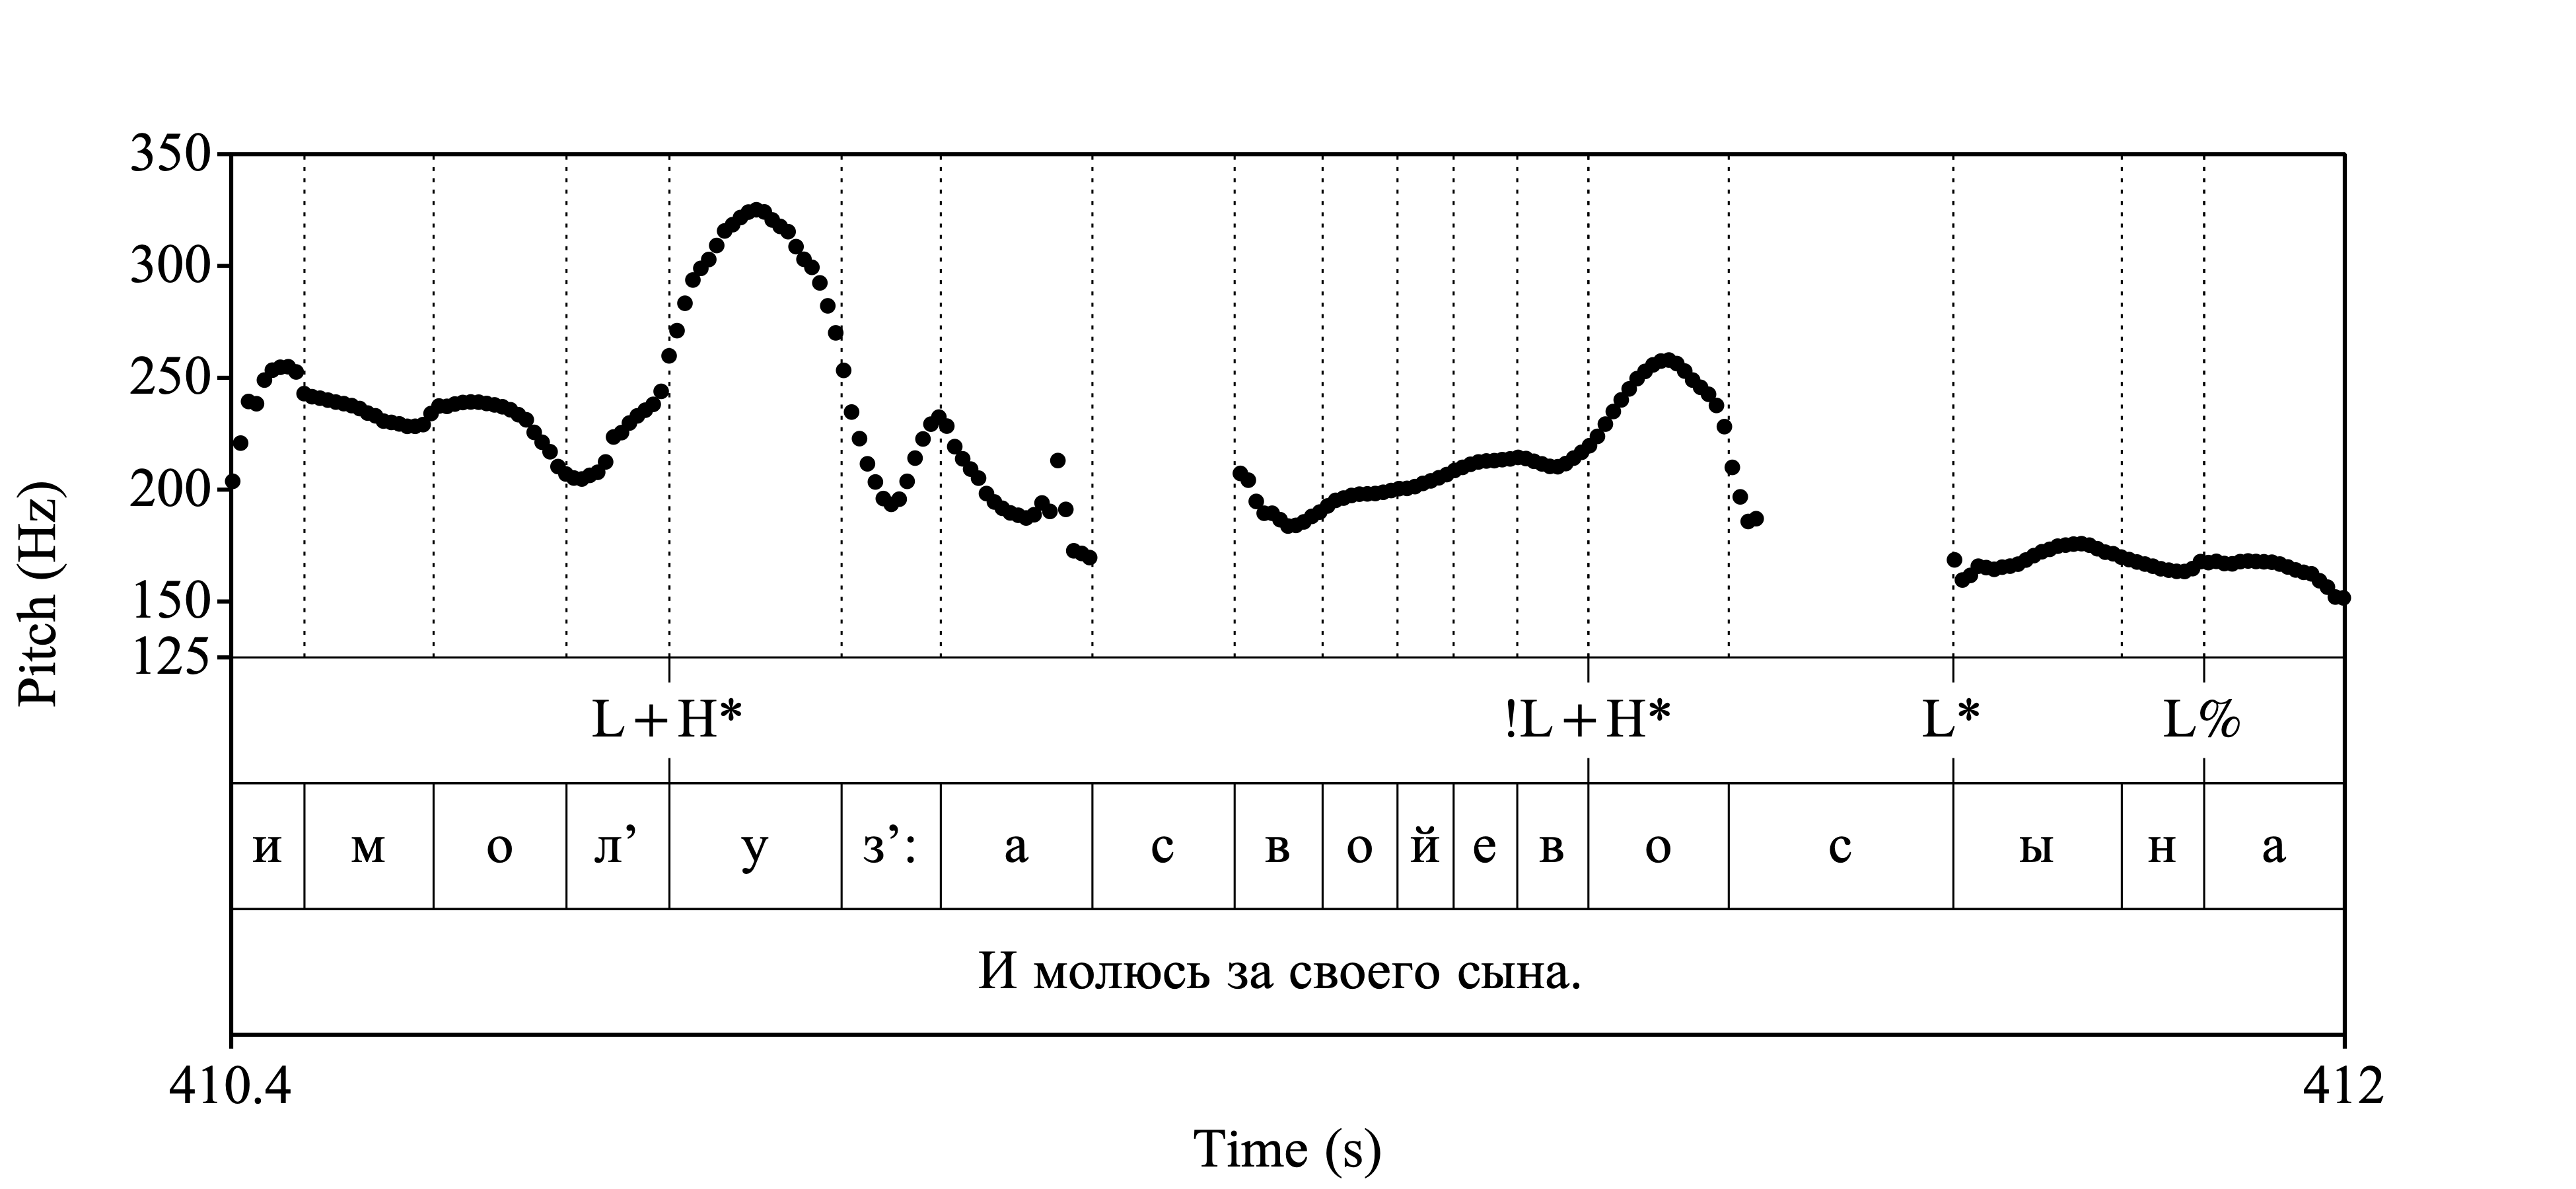 350
300
250
200
150
125
Pitch (Hz)
L+H* !L+H* L* L%
и м о л’ у з’: а с в о й е в о с ы н а
И молюсь за своего сына.
410.4 412
Time (s)